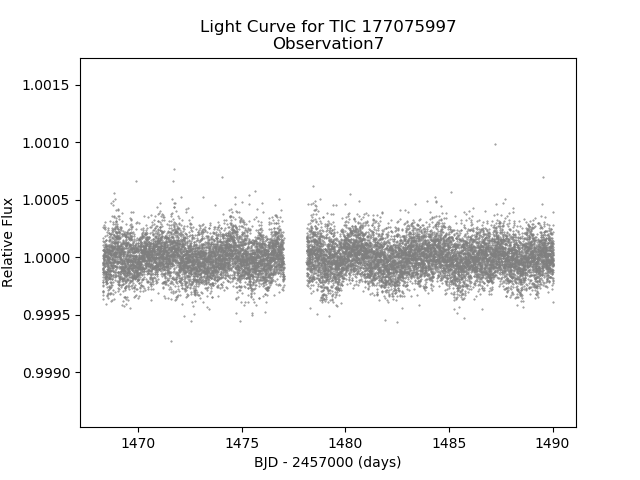 Light Curve for TIC 177075997
Observation7
1.0015
1.0010
1.0005
1.0000
0.9995
0.9990
Relative Flux
1470 1475 1480 1485 1490
BJD - 2457000 (days)